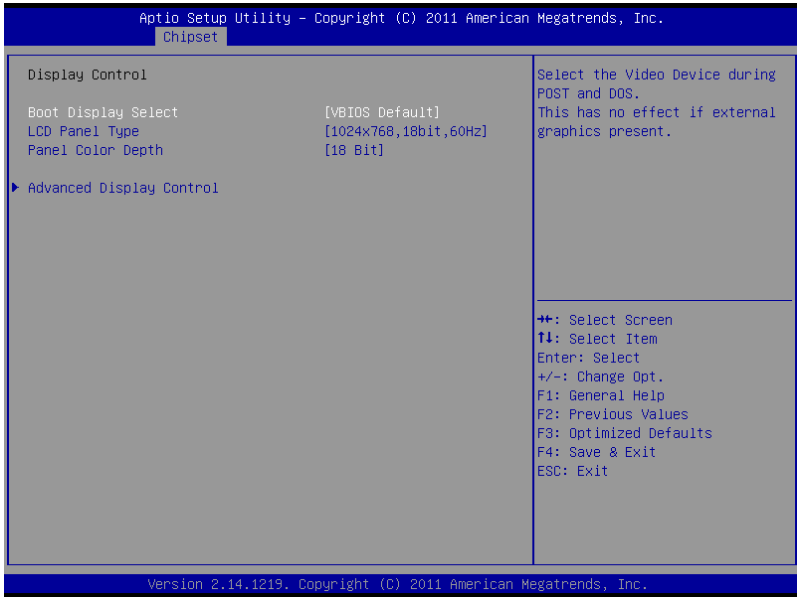 Aptio Setup Utility – Copyright (C) 2011 American Megatrends, Inc.
Chipset
Display Control
Boot Display Select [VBIOS Default]
LCD Panel Type [1024x768,18bit,60Hz]
Panel Color Depth [18 Bit]
▶ Advanced Display Control
Select the Video Device during
POST and DOS.
This has no effect if external
graphics present.
→←: Select Screen
↑↓: Select Item
Enter: Select
+/-: Change Opt.
F1: General Help
F2: Previous Values
F3: Optimized Defaults
F4: Save & Exit
ESC: Exit
Version 2.14.1219. Copyright (C) 2011 American Megatrends, Inc.